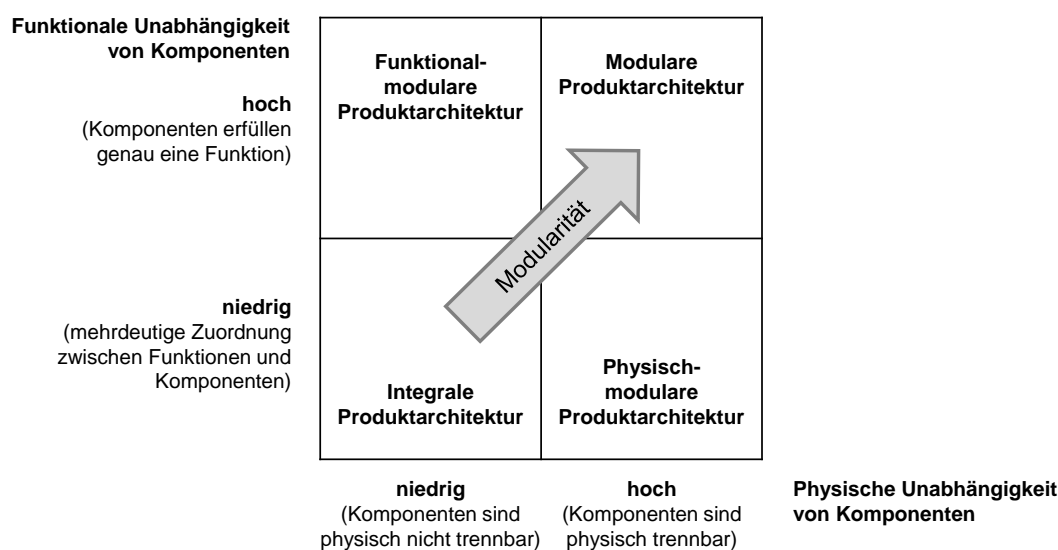 Funktionale Unabhängigkeit
von Komponenten
hoch
(Komponenten erfüllen
genau eine Funktion)
niedrig
(mehrdeutige Zuordnung
zwischen Funktionen und
Komponenten)
Funktional-
modulare
Produktarchitektur
Modulare
Produktarchitektur
Modularität
Integrale
Produktarchitektur
Physisch-
modulare
Produktarchitektur
niedrig
(Komponenten sind
physisch nicht trennbar)
hoch
(Komponenten sind
physisch trennbar)
Physische Unabhängigkeit
von Komponenten